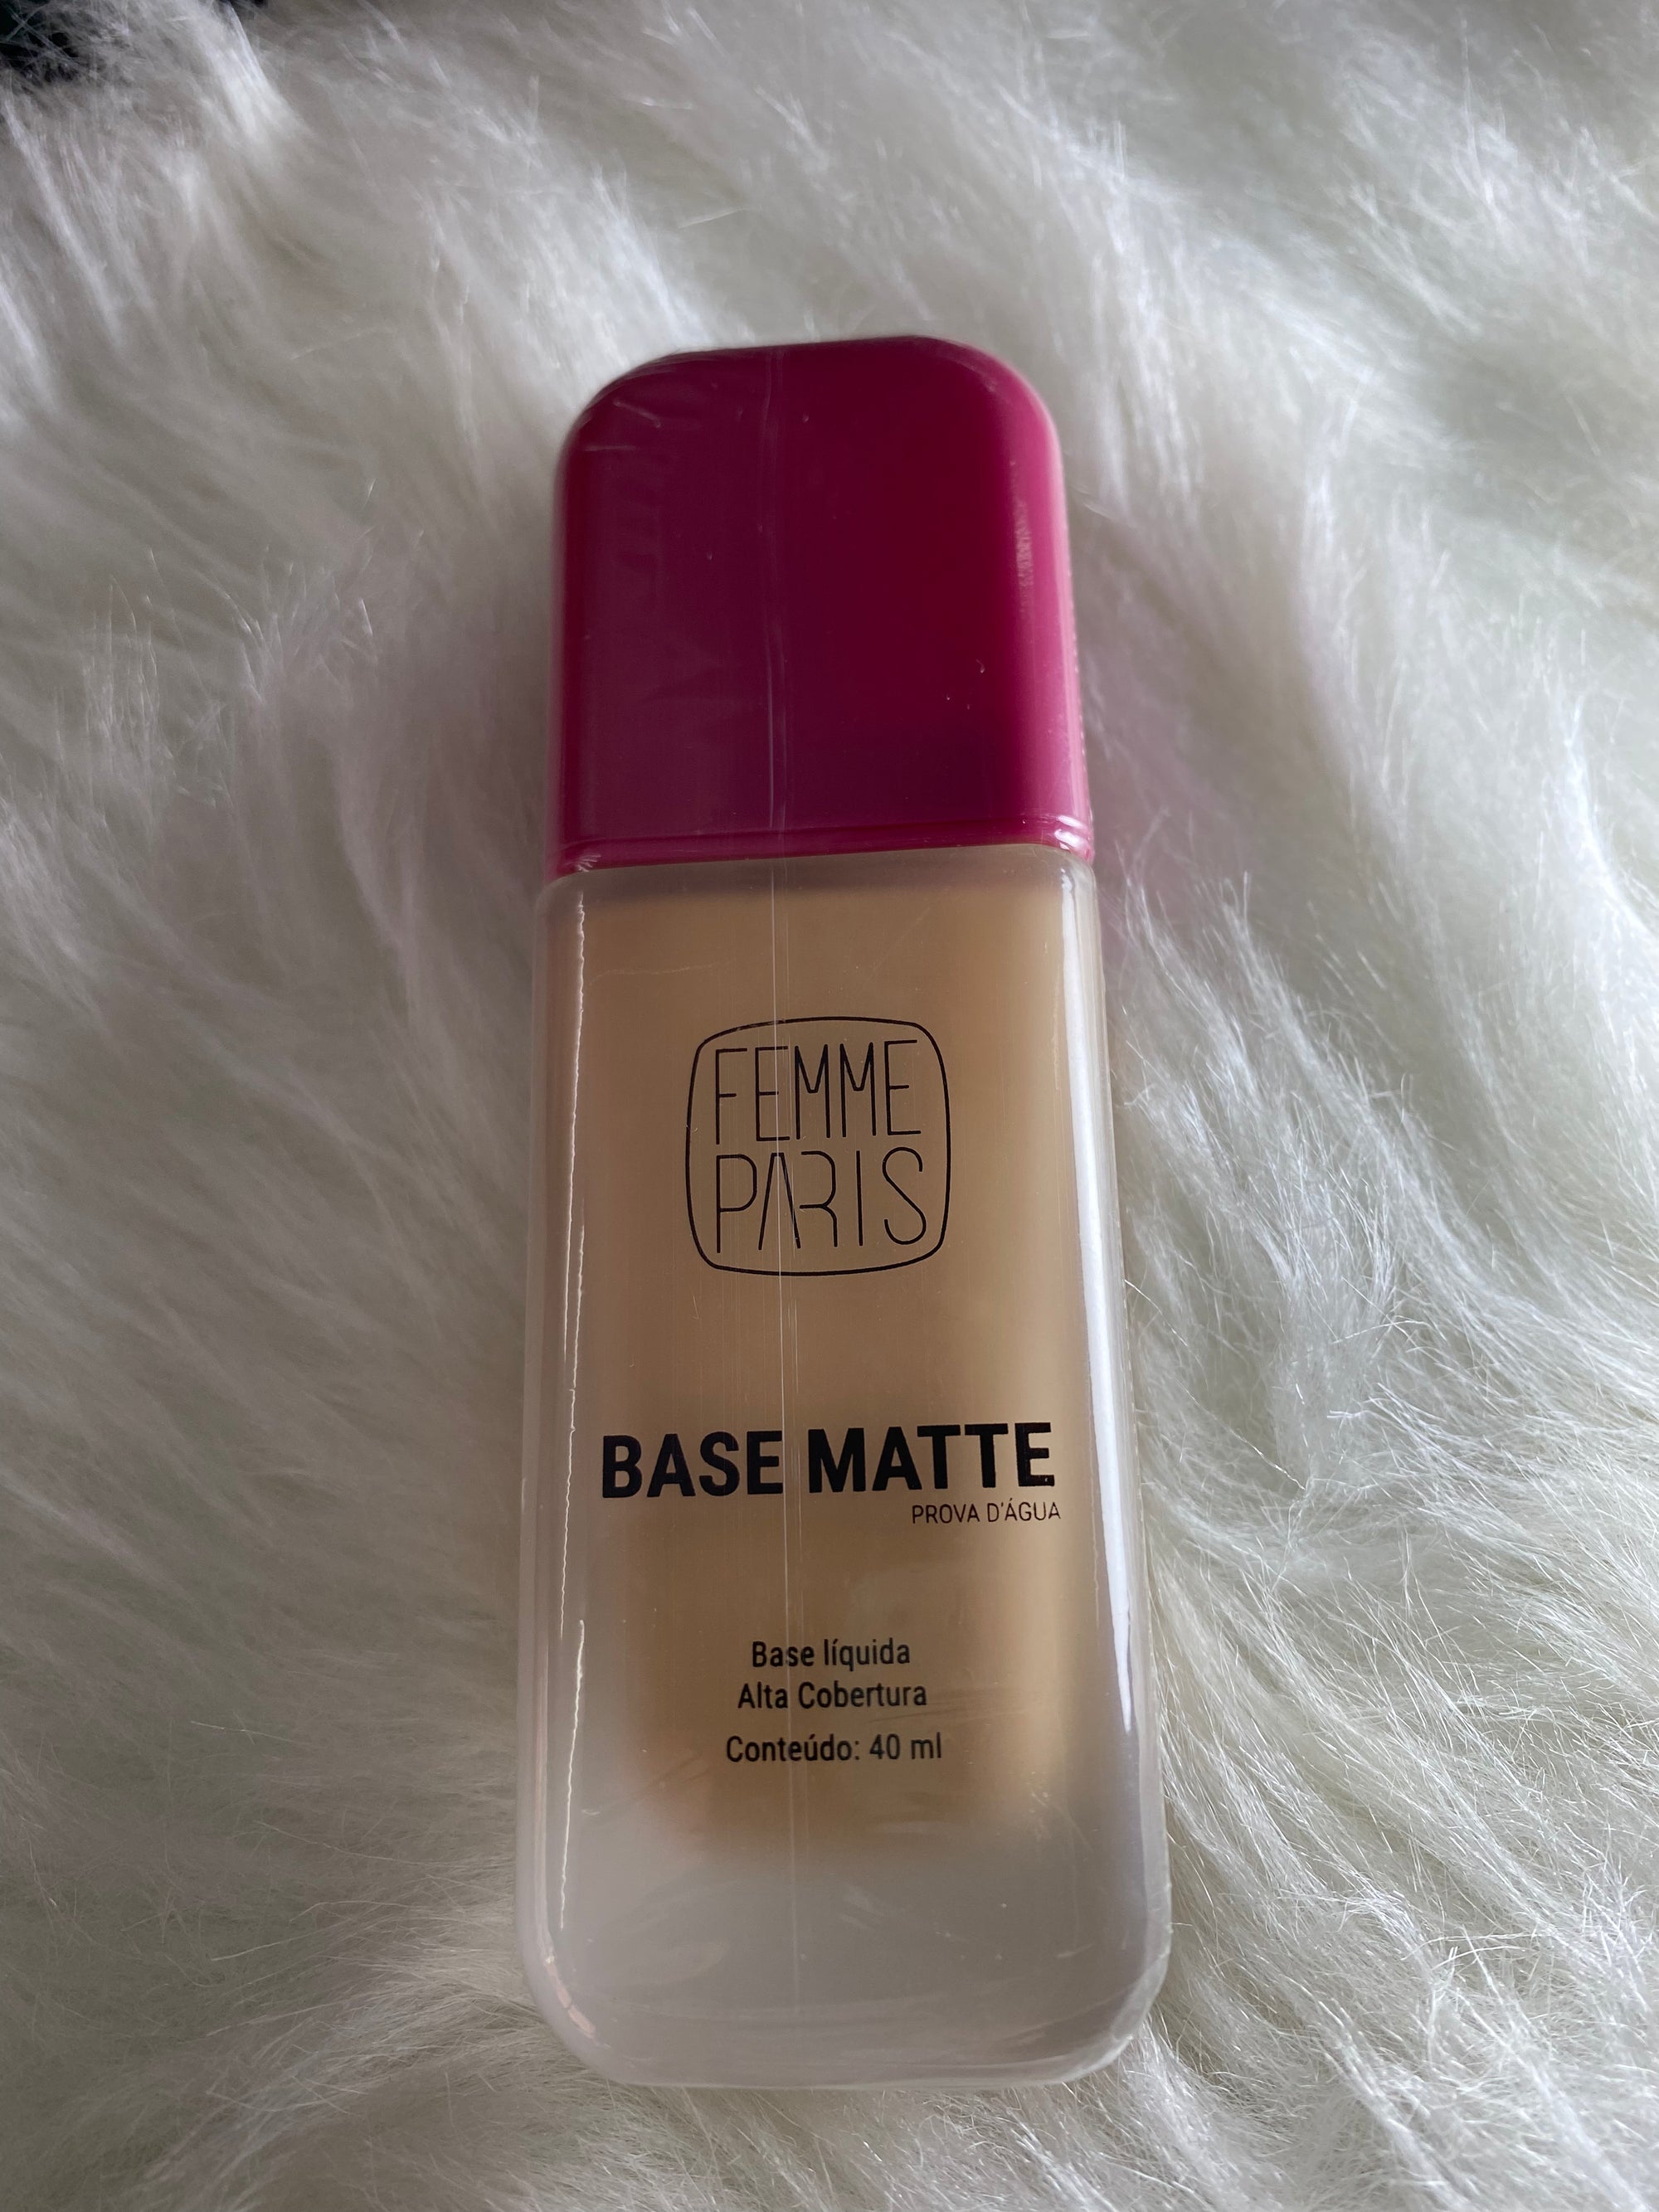 FEMME
PARIS
BASE MATTE
PROVA D'ÁGUA
Base líquida
Alta Cobertura
Conteúdo: 40 ml